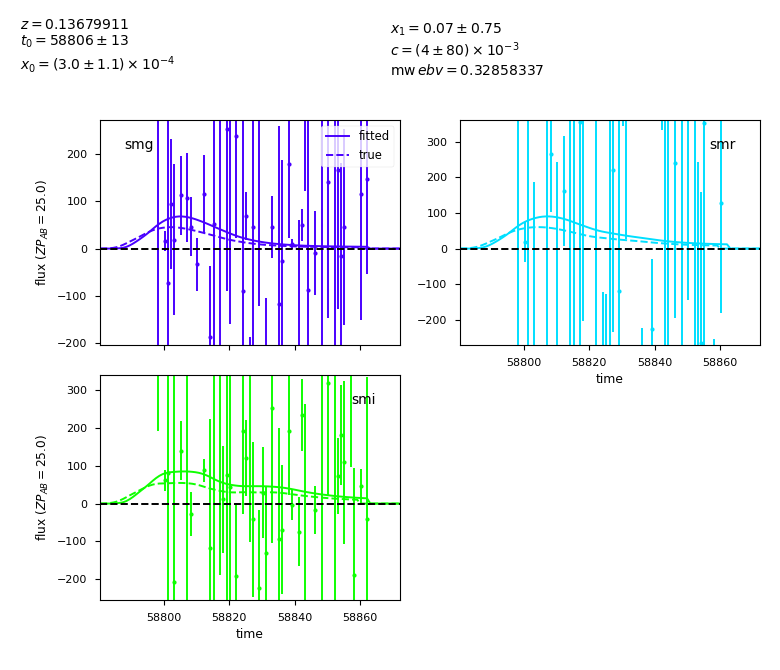 z = 0.13679911
t₀ = 58806 ± 13
x₀ = (3.0 ± 1.1) × 10⁻⁴
x₁ = 0.07 ± 0.75
c = (4 ± 80) × 10⁻³
mw ebv = 0.32858337
smg
fitted
true
200
100
0
−100
−200
flux (ZP_AB = 25.0)
smr
300
200
100
0
−100
−200
58800 58820 58840 58860
time
smi
300
200
100
0
−100
−200
flux (ZP_AB = 25.0)
58800 58820 58840 58860
time